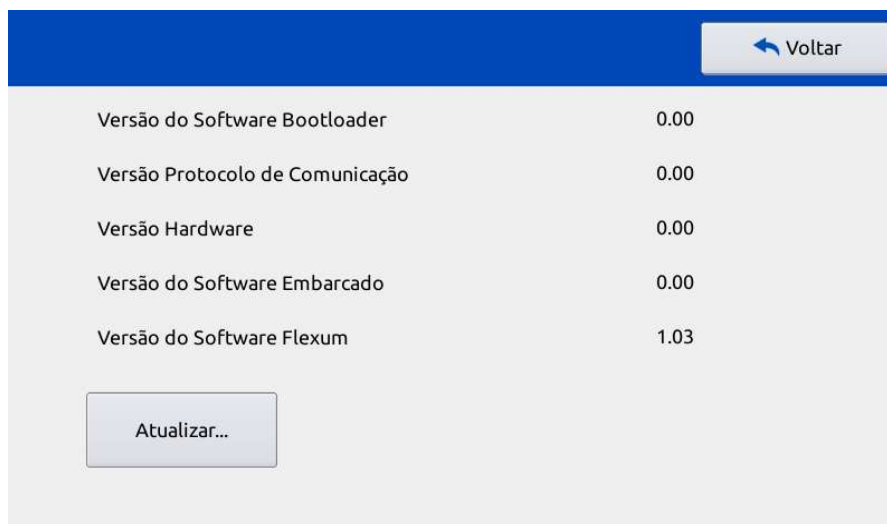 Voltar
Versão do Software Bootloader 0.00
Versão Protocolo de Comunicação 0.00
Versão Hardware 0.00
Versão do Software Embarcado 0.00
Versão do Software Flexum 1.03
Atualizar...